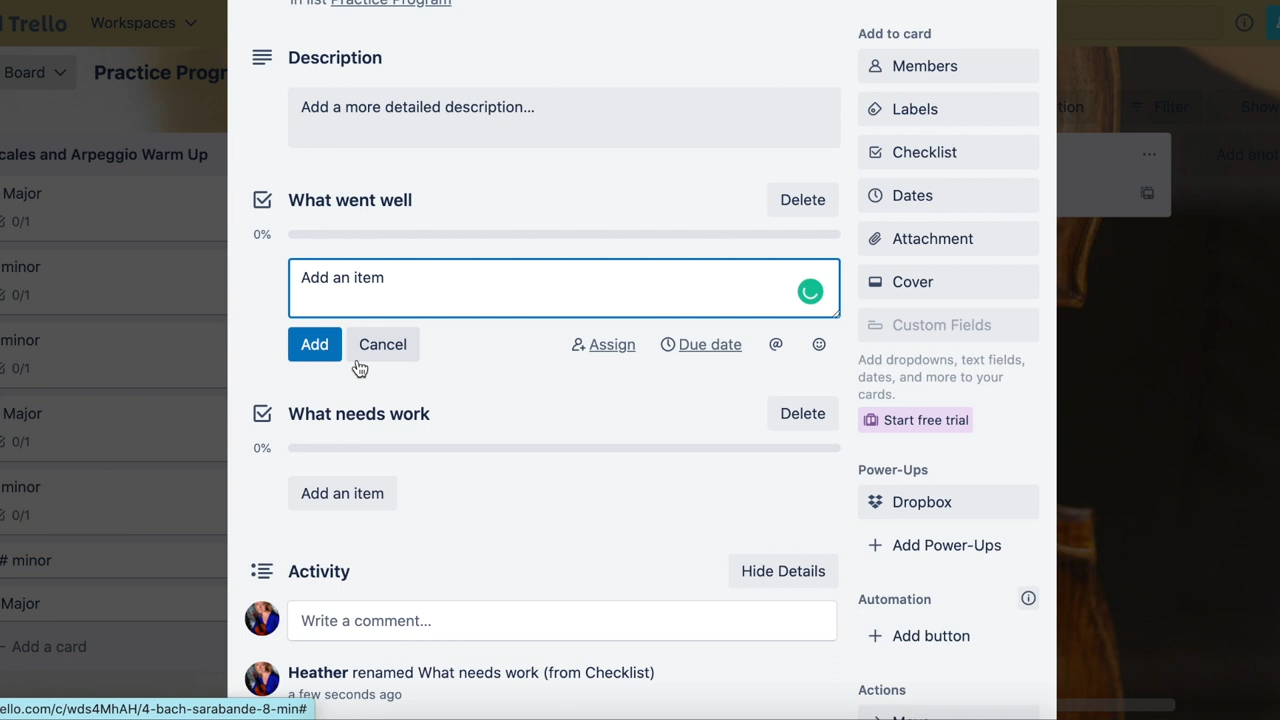 in list Practice Program
Trello
Workspaces
Board
Practice Progr
Filter
Show
cales and Arpeggio Warm Up
Major
0/1
minor
0/1
minor
0/1
Major
0/1
minor
0/1
# minor
Major
Add a card
Description
Add a more detailed description...
What went well
Delete
0%
Add an item
Add
Cancel
Assign
Due date
@
What needs work
Delete
0%
Add an item
Activity
Hide Details
Write a comment...
Heather renamed What needs work (from Checklist)
a few seconds ago
Add to card
Members
Labels
Checklist
Dates
Attachment
Cover
Custom Fields
Add dropdowns, text fields,
dates, and more to your
cards.
Start free trial
Power-Ups
Dropbox
+ Add Power-Ups
Automation
+ Add button
Actions
ello.com/c/wds4MhAH/4-bach-sarabande-8-min#